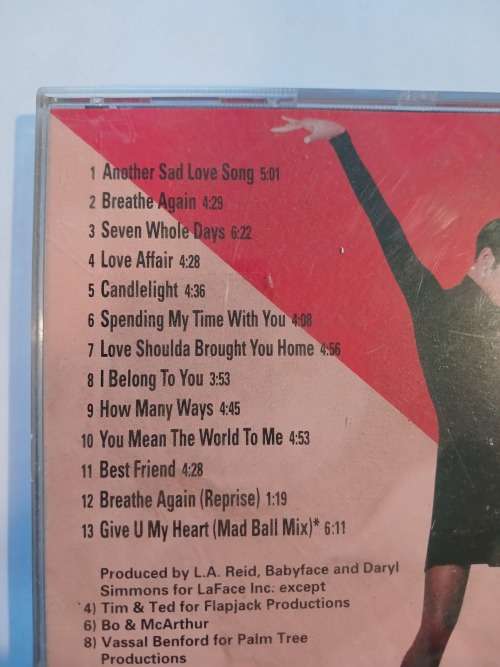 1 Another Sad Love Song 5:01
2 Breathe Again 4:29
3 Seven Whole Days 6:22
4 Love Affair 4:28
5 Candlelight 4:36
6 Spending My Time With You 4:08
7 Love Shoulda Brought You Home 4:56
8 I Belong To You 3:53
9 How Many Ways 4:45
10 You Mean The World To Me 4:53
11 Best Friend 4:28
12 Breathe Again (Reprise) 1:19
13 Give U My Heart (Mad Ball Mix)* 6:11
Produced by L.A. Reid, Babyface and Daryl
Simmons for LaFace Inc. except
4) Tim & Ted for Flapjack Productions
6) Bo & McArthur
8) Vassal Benford for Palm Tree
Productions